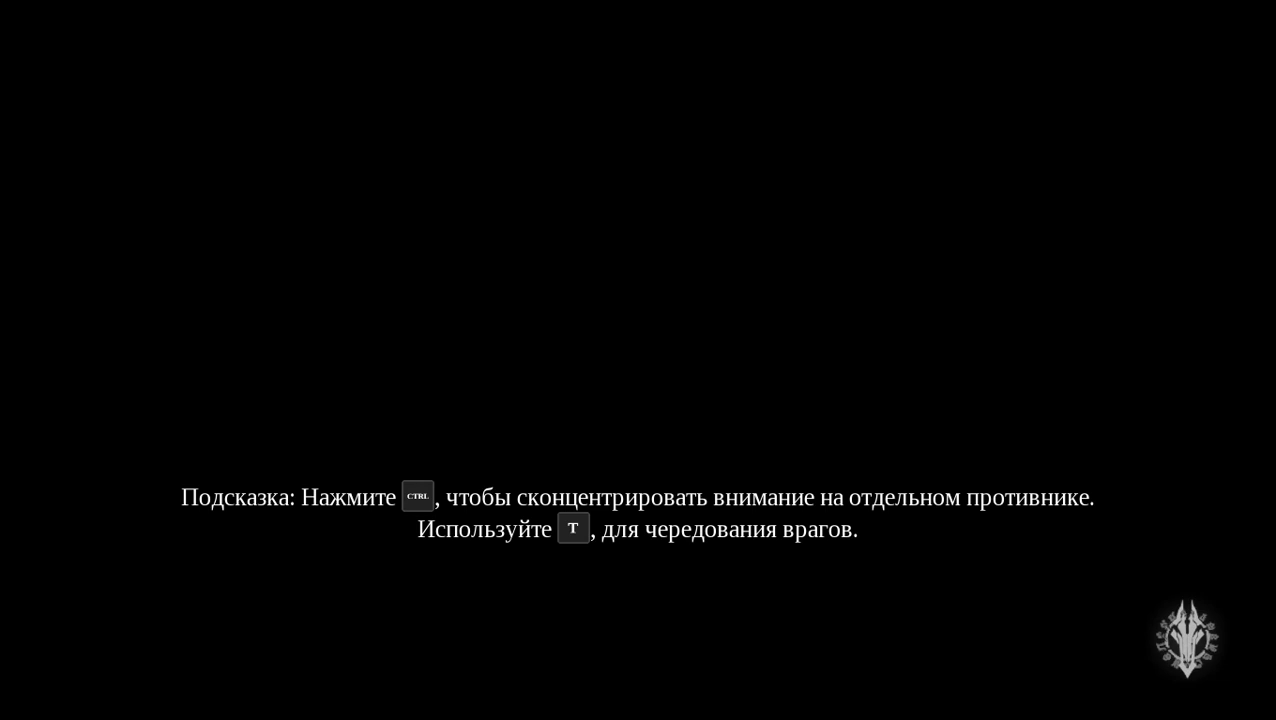 Подсказка: Нажмите CTRL, чтобы сконцентрировать внимание на отдельном противнике.
Используйте T, для чередования врагов.